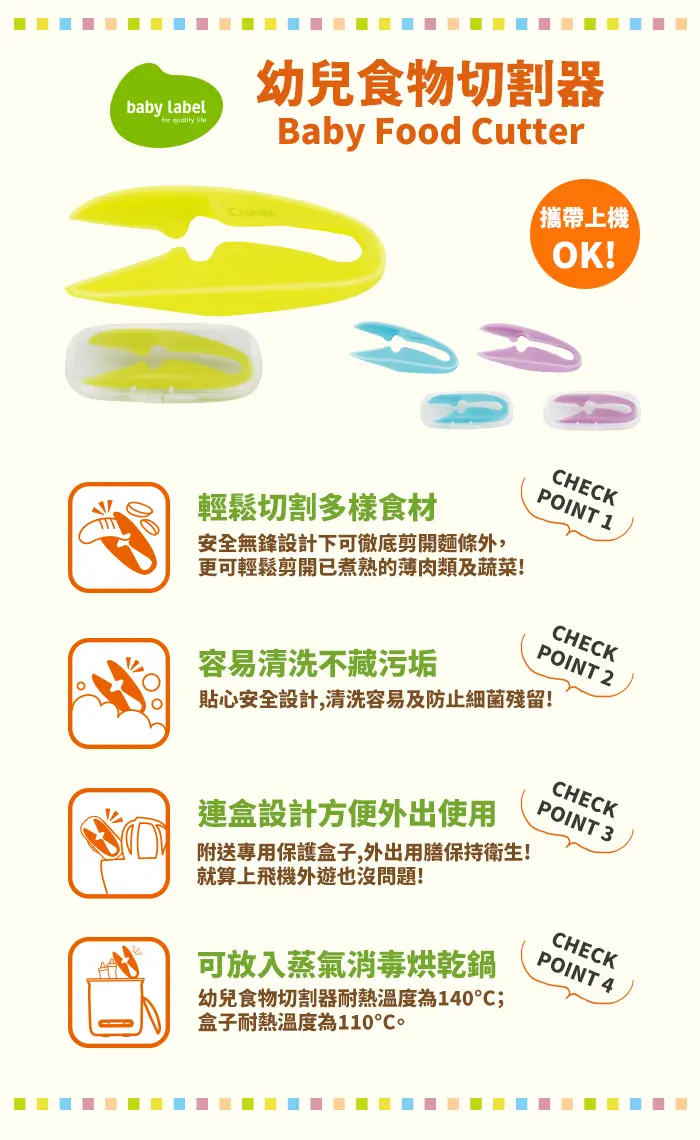 baby label
for quality life
幼兒食物切割器
Baby Food Cutter
Combi
攜帶上機
OK!
輕鬆切割多樣食材
安全無鋒設計下可徹底剪開麵條外,
更可輕鬆剪開已煮熟的薄肉類及蔬菜!
CHECK
POINT 1
容易清洗不藏污垢
貼心安全設計,清洗容易及防止細菌殘留!
CHECK
POINT 2
連盒設計方便外出使用
附送專用保護盒子,外出用膳保持衛生!
就算上飛機外遊也沒問題!
CHECK
POINT 3
可放入蒸氣消毒烘乾鍋
幼兒食物切割器耐熱溫度為140°C;
盒子耐熱溫度為110°C。
CHECK
POINT 4